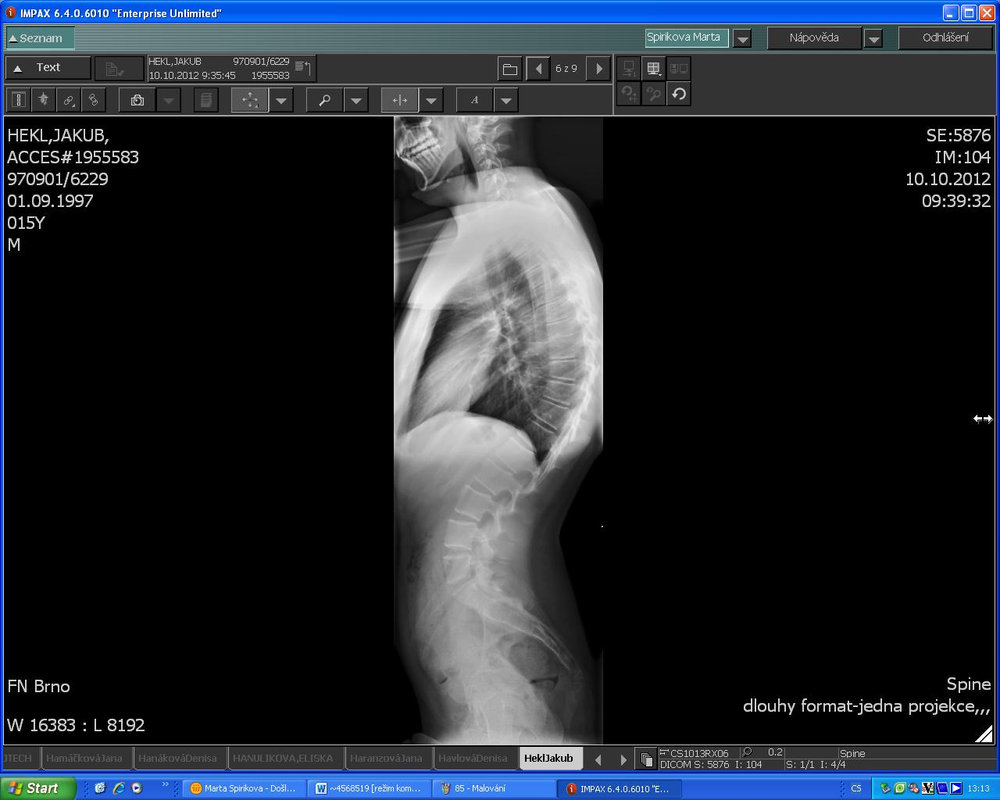 IMPAX 6.4.0.6010 "Enterprise Unlimited"
Seznam
Spirikova Marta
Nápověda
Odhlášení
Text
HEKL,JAKUB 970901/6229
10.10.2012 9:35:45 1955583
6 z 9
A
HEKL,JAKUB,
ACCES#1955583
970901/6229
01.09.1997
015Y
M
SE:5876
IM:104
10.10.2012
09:39:32
FN Brno
W 16383 : L 8192
Spine
dlouhy format-jedna projekce,,,
JTECH
HamáčkováJana
HanákováDenisa
HANULIKOVA,ELISKA
HaranzováJana
HavlováDenisa
HeklJakub
CS1013RX06 0.2 Spine
DICOM S: 5876 I: 104 S: 1/1 I: 4/4
Start
Marta Spirikova - Došl...
~4568519 [režim kom...
85 - Malování
IMPAX 6.4.0.6010 "E...
CS
13:13